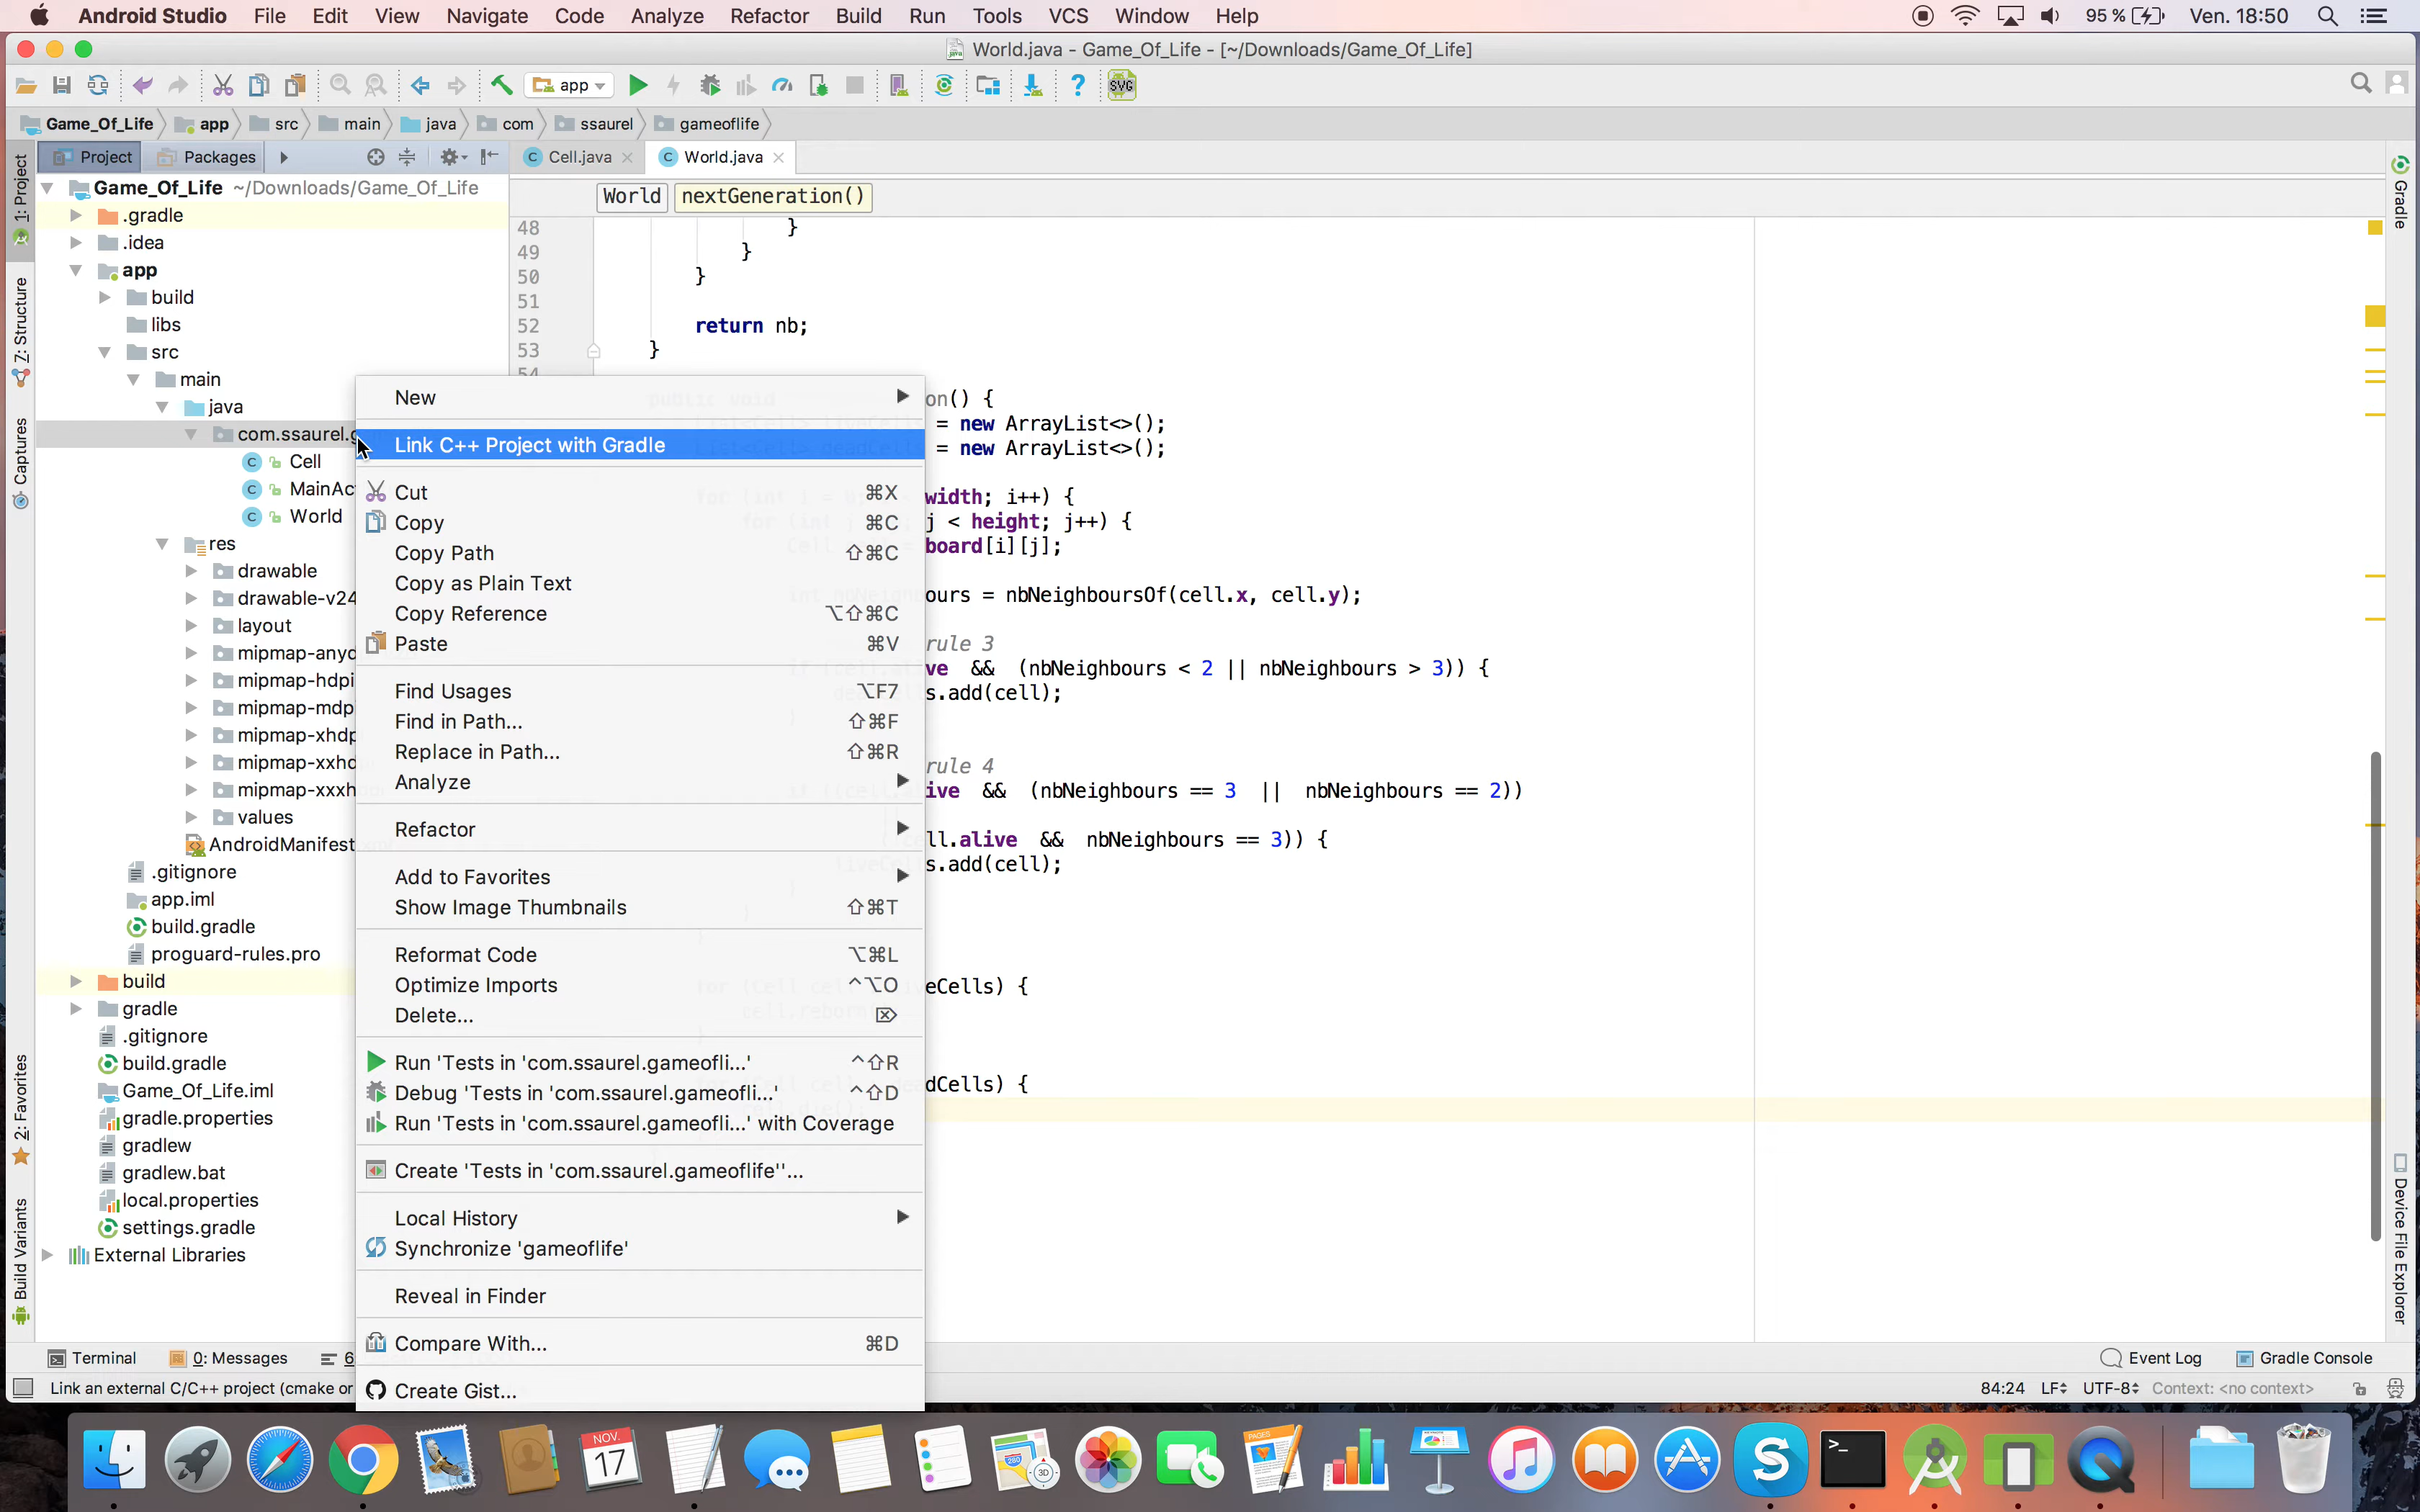 Android Studio File Edit View Navigate Code Analyze Refactor Build Run Tools VCS Window Help 95 % Ven. 18:50
World.java - Game_Of_Life - [~/Downloads/Game_Of_Life]
app SVG
Game_Of_Life app src main java com ssaurel gameoflife
Project Packages Cell.java World.java
World nextGeneration()
1: Project
7: Structure
Captures
2: Favorites
Build Variants
Game_Of_Life ~/Downloads/Game_Of_Life
.gradle
.idea
app
build
libs
src
main
java
com.ssaurel.g
Cell
MainAc
World
res
drawable
drawable-v24
layout
mipmap-anyd
mipmap-hdpi
mipmap-mdp
mipmap-xhdp
mipmap-xxhd
mipmap-xxxh
values
AndroidManifest
.gitignore
app.iml
build.gradle
proguard-rules.pro
build
gradle
.gitignore
build.gradle
Game_Of_Life.iml
gradle.properties
gradlew
gradlew.bat
local.properties
settings.gradle
External Libraries
New
Link C++ Project with Gradle
Cut ⌘X
Copy ⌘C
Copy Path ⇧⌘C
Copy as Plain Text
Copy Reference ⌥⇧⌘C
Paste ⌘V
Find Usages ⌥F7
Find in Path... ⇧⌘F
Replace in Path... ⇧⌘R
Analyze
Refactor
Add to Favorites
Show Image Thumbnails ⇧⌘T
Reformat Code ⌥⌘L
Optimize Imports ^⌥O
Delete... ⌦
Run 'Tests in 'com.ssaurel.gameofli...' ^⇧R
Debug 'Tests in 'com.ssaurel.gameofli...' ^⇧D
Run 'Tests in 'com.ssaurel.gameofli...' with Coverage
Create 'Tests in 'com.ssaurel.gameoflife''...
Local History
Synchronize 'gameoflife'
Reveal in Finder
Compare With... ⌘D
Create Gist...
48 }
49 }
50 }
51
52 return nb;
53 }
54
public void on() {
= new ArrayList<>();
= new ArrayList<>();
width; i++) {
j < height; j++) {
board[i][j];
ours = nbNeighboursOf(cell.x, cell.y);
rule 3
ve && (nbNeighbours < 2 || nbNeighbours > 3)) {
s.add(cell);
rule 4
ive && (nbNeighbours == 3 || nbNeighbours == 2))
ll.alive && nbNeighbours == 3)) {
s.add(cell);
eCells) {
dCells) {
Gradle
Device File Explorer
Terminal 0: Messages 6 Event Log Gradle Console
Link an external C/C++ project (cmake or 84:24 LF UTF-8 Context: <no context>
NOV.
17
280
3D
PAGES